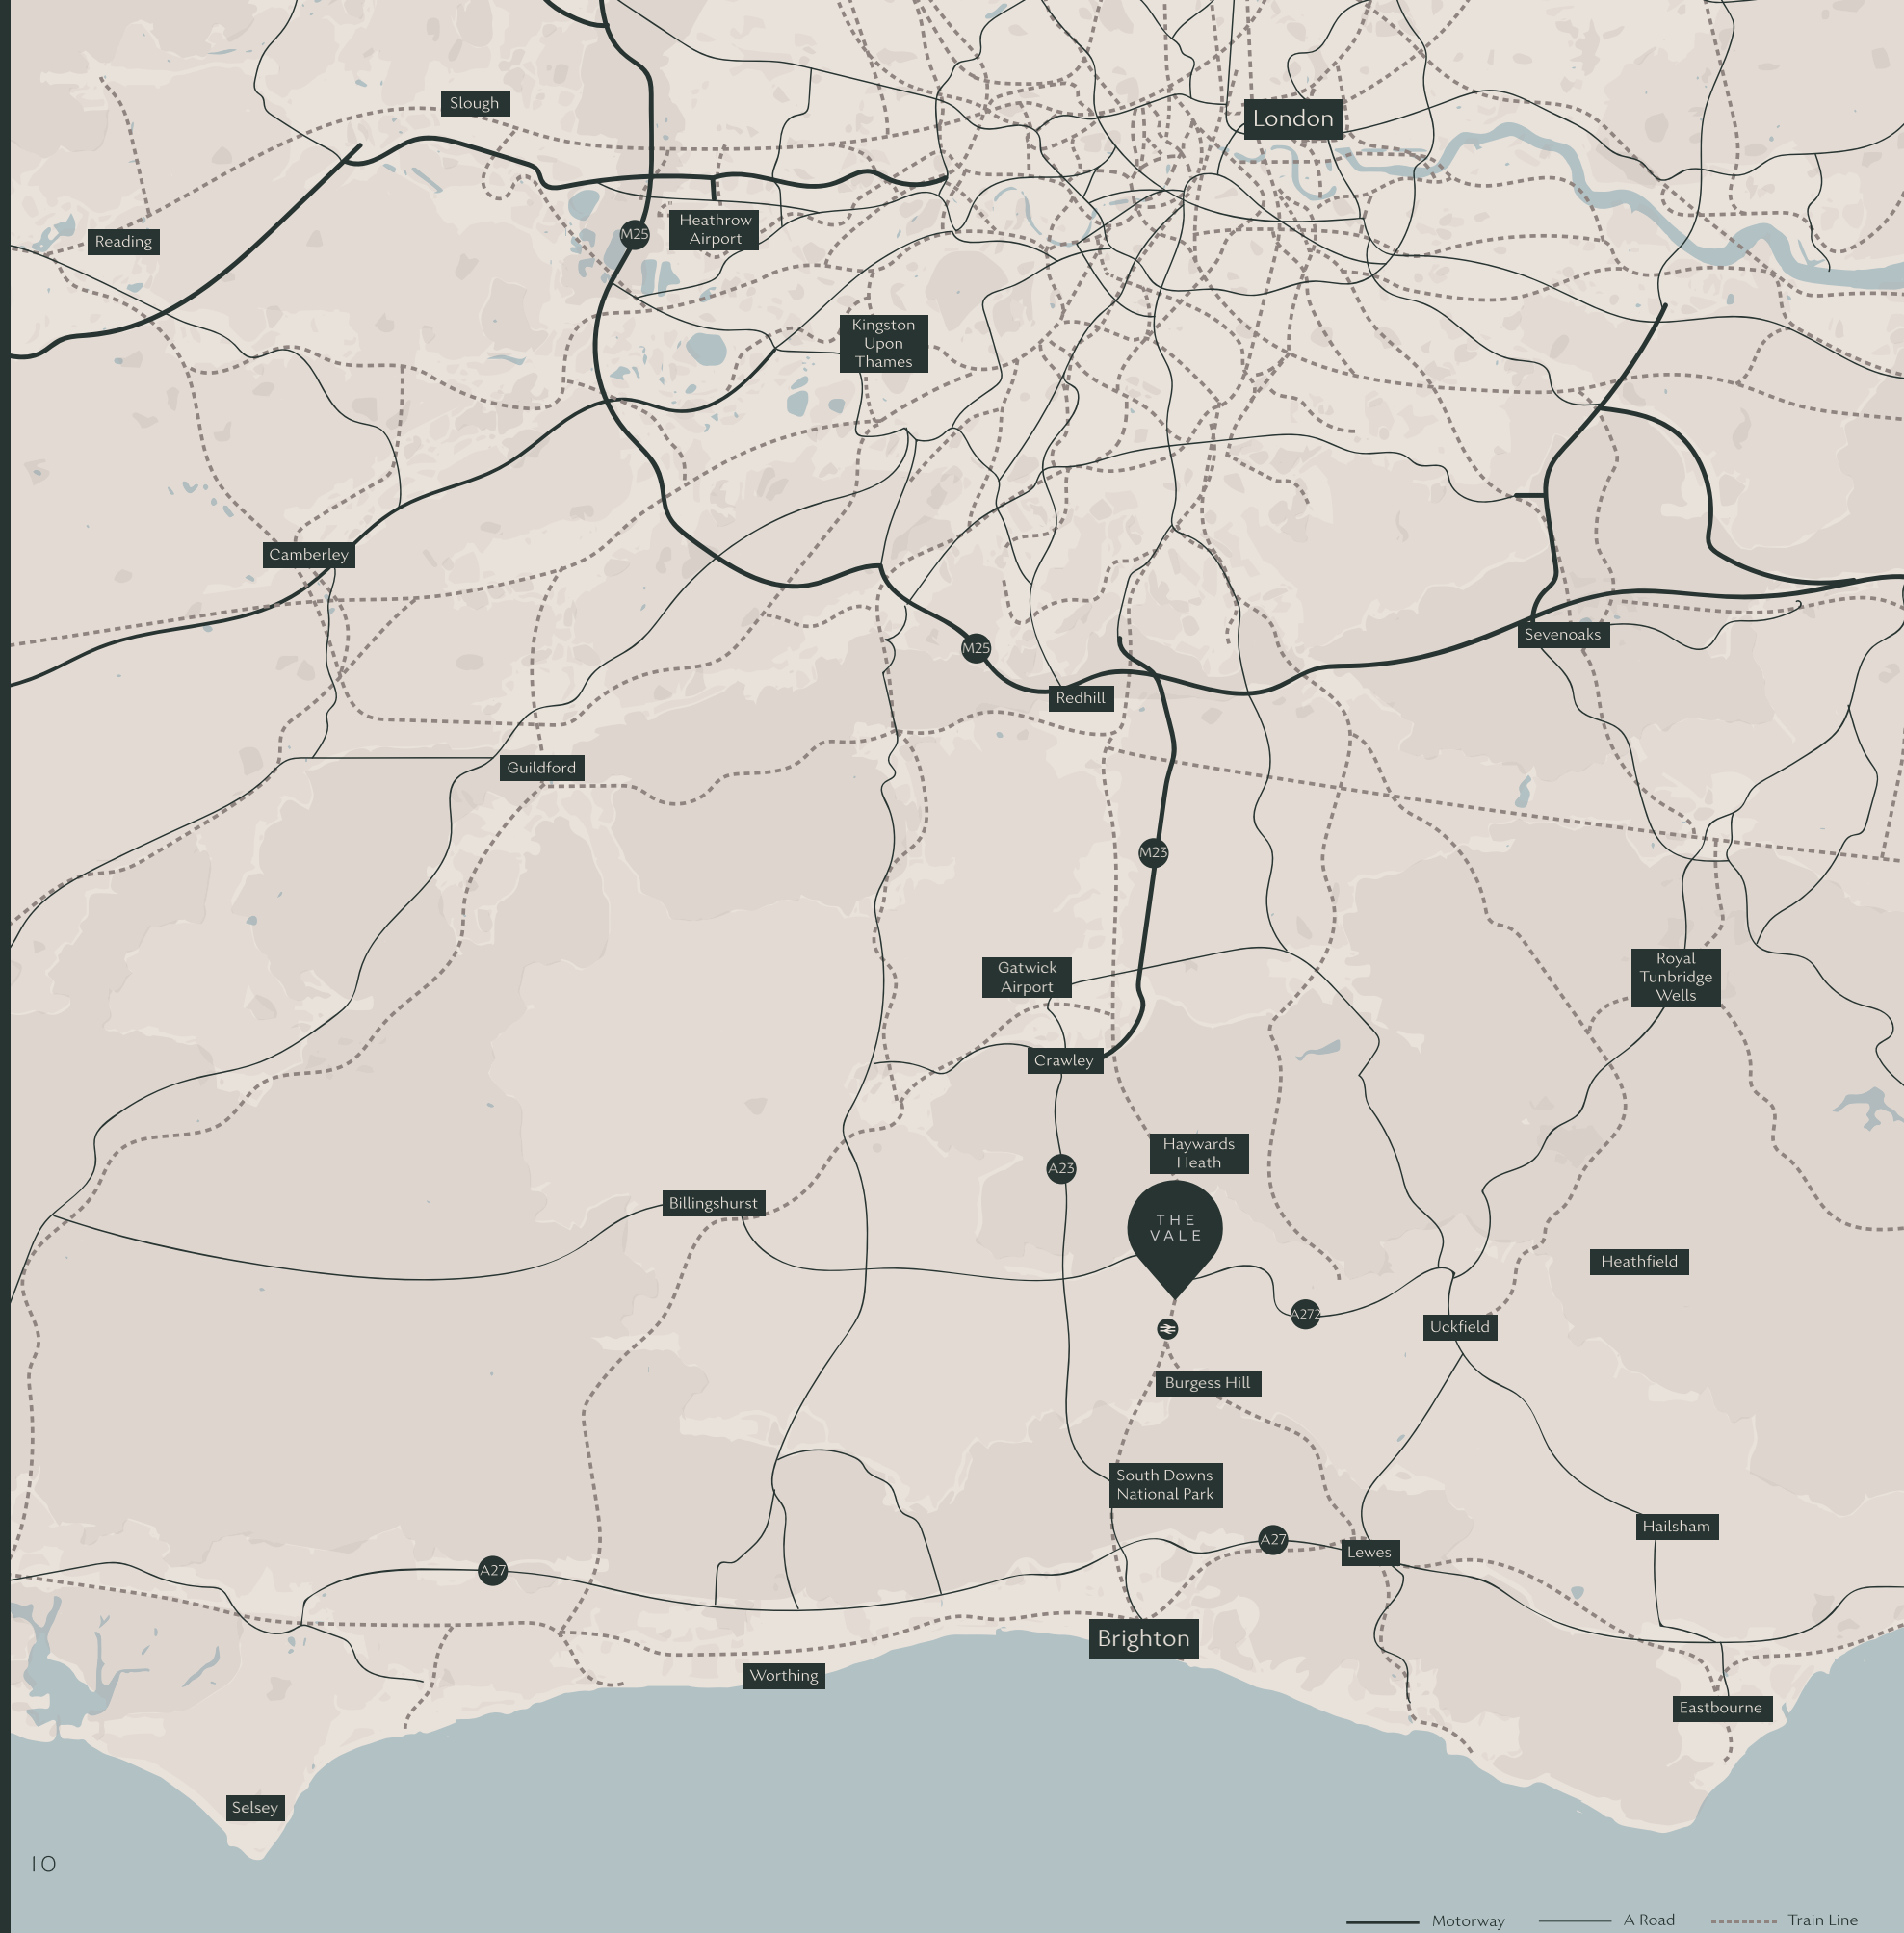 Slough
London
Heathrow
Airport
M25
Reading
Kingston
Upon
Thames
Camberley
Sevenoaks
M25
Redhill
Guildford
M23
Gatwick
Airport
Royal
Tunbridge
Wells
Crawley
Haywards
Heath
A23
Billingshurst
THE
VALE
Heathfield
A272
Uckfield
Burgess Hill
South Downs
National Park
Hailsham
A27
Lewes
A27
Brighton
Worthing
Eastbourne
Selsey
10
Motorway
A Road
Train Line